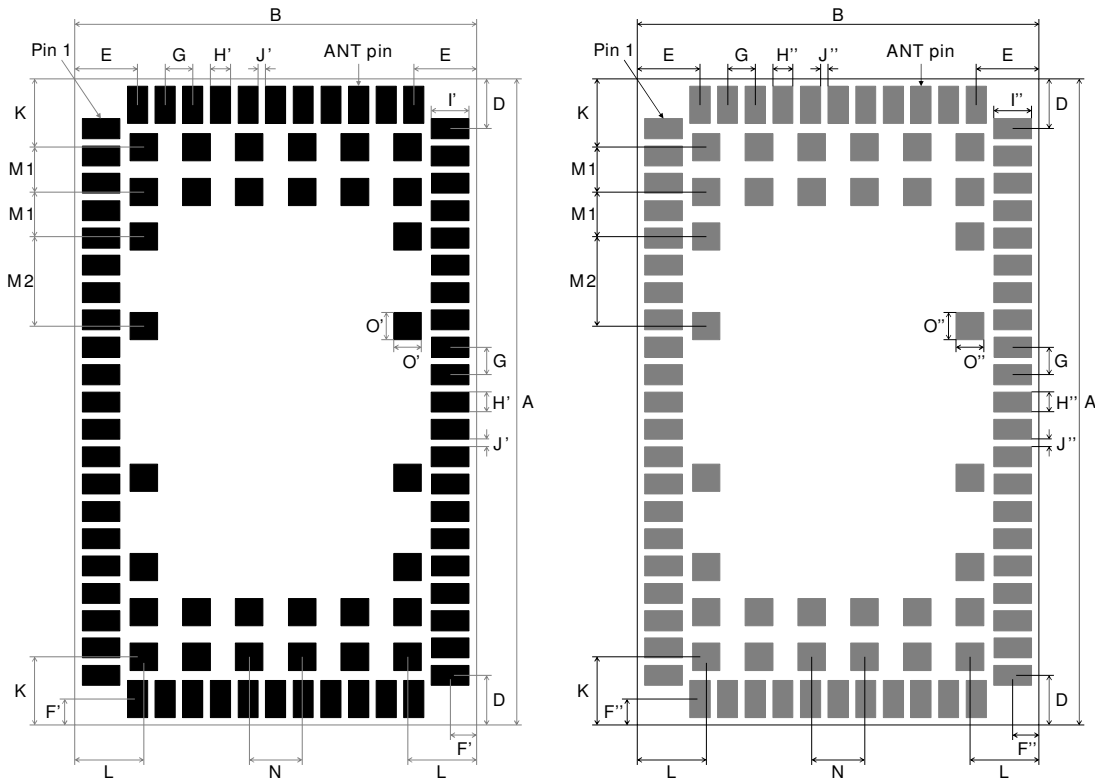 B B
Pin 1 E G H' J' ANT pin E Pin 1 E G H'' J'' ANT pin E
K I' D K I'' D
M1 M1
M1 M1
M2 M2
O' O''
O' G O'' G
H' A H'' A
J' J''
K D K D
F' F' F'' F''
L N L L N L